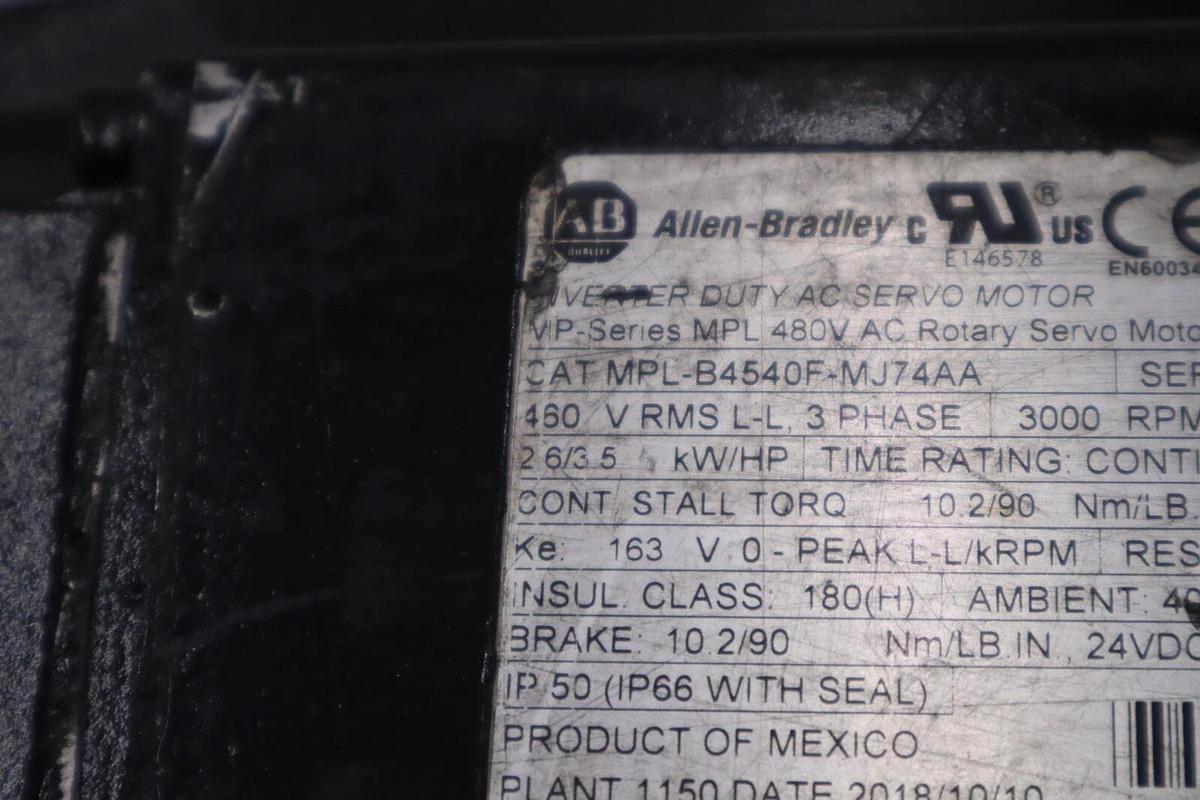 AB Allen-Bradley C RU® US CE
QUALITY E146578 EN60034
INVERTER DUTY AC SERVO MOTOR
MP-Series MPL 480V AC Rotary Servo Moto
CAT MPL-B4540F-MJ74AA SER
460 V RMS L-L, 3 PHASE 3000 RPM
2.6/3.5 kW/HP TIME RATING: CONTI
CONT. STALL TORQ 10.2/90 Nm/LB.
Ke: 163 V 0 - PEAK L-L/kRPM RES
INSUL. CLASS: 180(H) AMBIENT: 40
BRAKE: 10.2/90 Nm/LB.IN., 24VDC
IP 50 (IP66 WITH SEAL)
PRODUCT OF MEXICO
PLANT 1150 DATE 2018/10/10